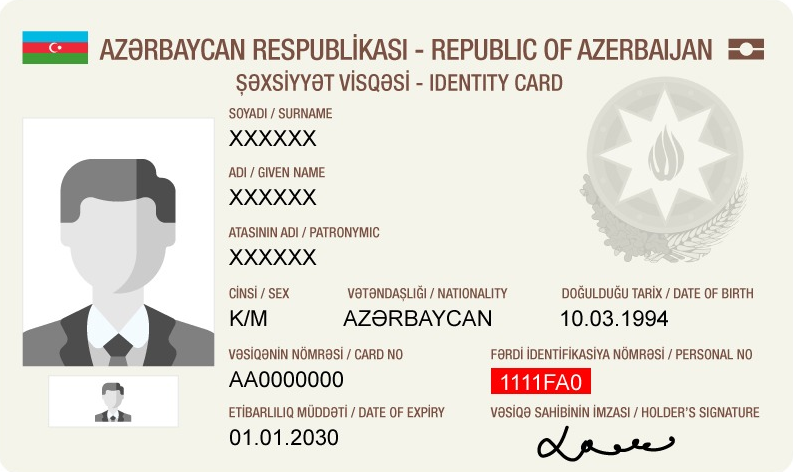 AZƏRBAYCAN RESPUBLİKASI - REPUBLIC OF AZERBAIJAN
ŞƏXSİYYƏT VİSQƏSİ - IDENTITY CARD
SOYADI / SURNAME
XXXXXX
ADI / GIVEN NAME
XXXXXX
ATASININ ADI / PATRONYMIC
XXXXXX
CİNSİ / SEX VƏTƏNDAŞLIĞI / NATIONALITY DOĞULDUĞU TARİX / DATE OF BIRTH
K/M AZƏRBAYCAN 10.03.1994
VƏSİQƏNİN NÖMRƏSİ / CARD NO FƏRDİ İDENTİFİKASİYA NÖMRƏSİ / PERSONAL NO
AA0000000 1111FA0
ETİBARLILIQ MÜDDƏTİ / DATE OF EXPIRY VƏSİQƏ SAHİBİNİN İMZASI / HOLDER'S SIGNATURE
01.01.2030